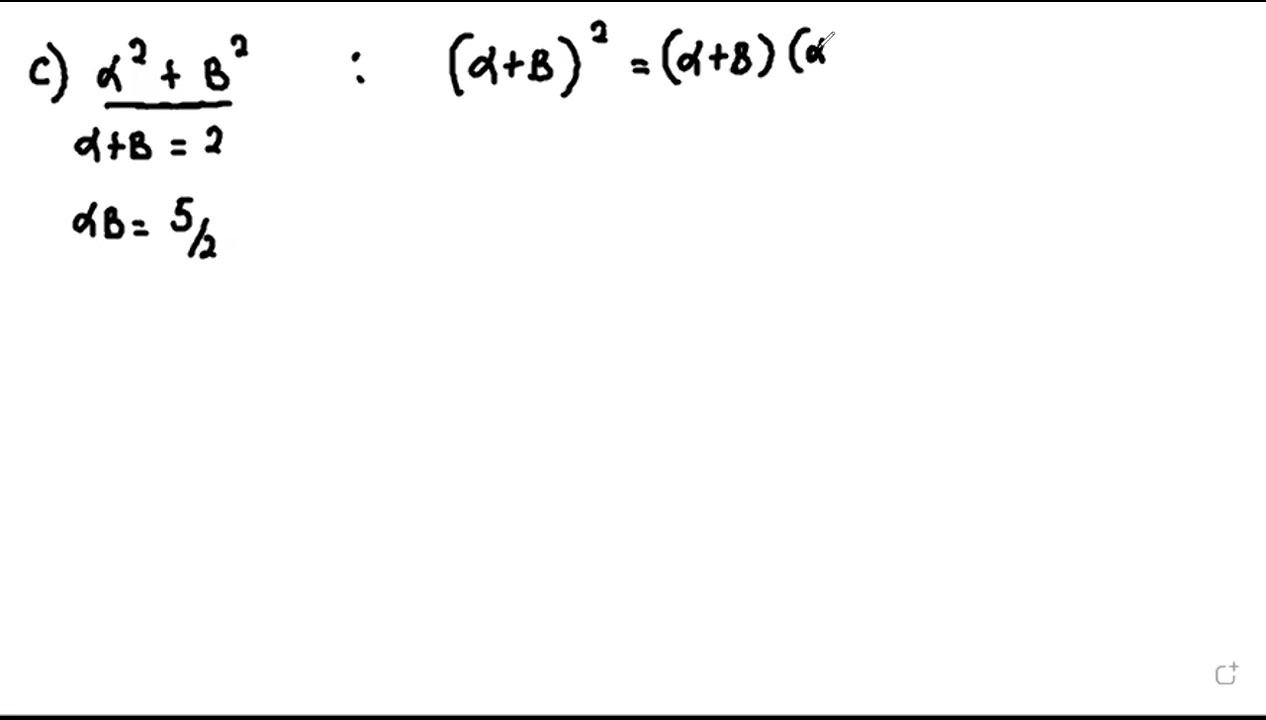 c) α² + B² : (α+B)² = (α+B) (α
α+B = 2
αB = 5/2